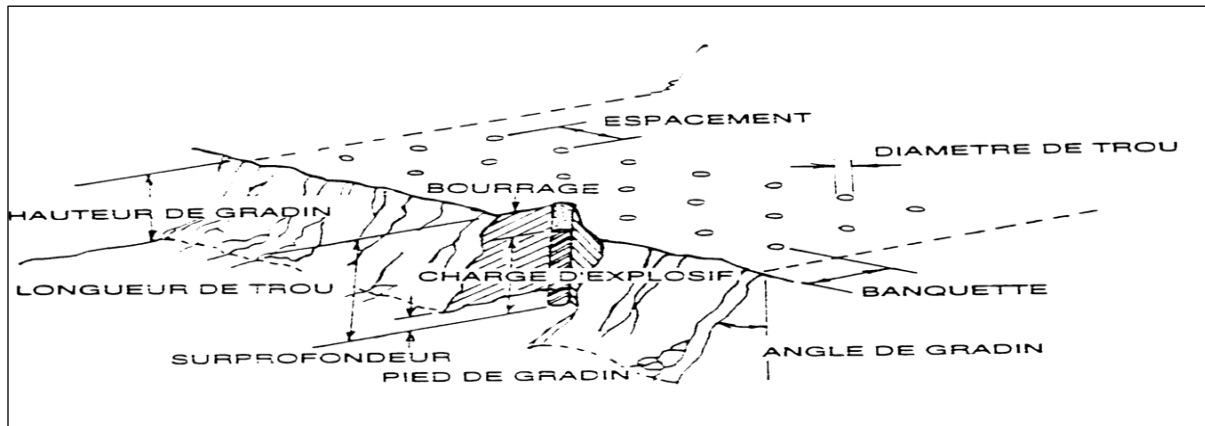 ESPACEMENT
DIAMETRE DE TROU
BOURRAGE
HAUTEUR DE GRADIN
CHARGE D'EXPLOSIF
LONGUEUR DE TROU
BANQUETTE
ANGLE DE GRADIN
SURPROFONDEUR
PIED DE GRADIN